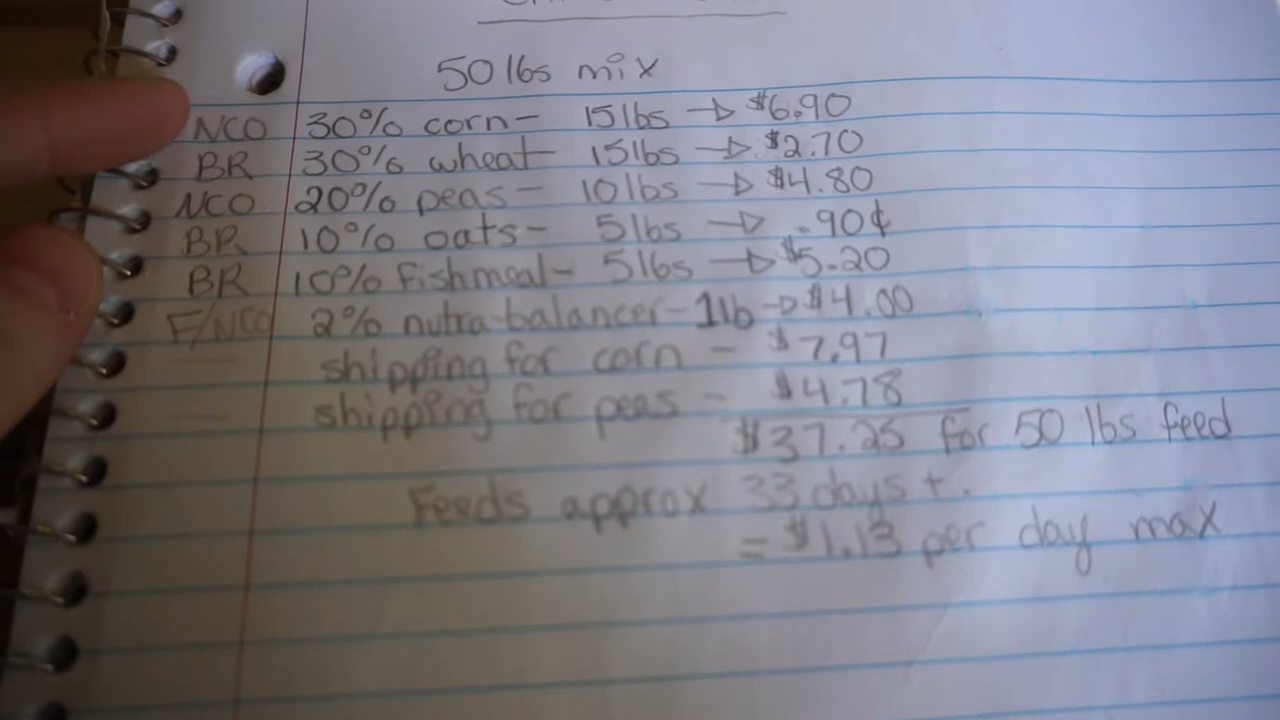 50 lbs mix
NCO 30% corn - 15 lbs → $6.90
BR 30% wheat - 15 lbs → $2.70
NCO 20% peas - 10 lbs → $4.80
BR 10% oats - 5 lbs → .90¢
BR 10% fishmeal - 5 lbs → $5.20
F/NCO 2% nutra-balancer - 1 lb → $4.00
— shipping for corn - $7.97
— shipping for peas - $4.78
$37.25 for 50 lbs feed
Feeds approx 33 days +.
= $1.13 per day max